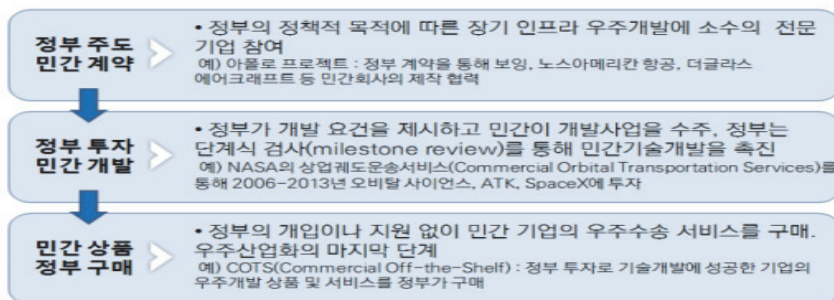 정부 주도
민간 계약
• 정부의 정책적 목적에 따른 장기 인프라 우주개발에 소수의 전문
기업 참여
예) 아폴로 프로젝트 : 정부 계약을 통해 보잉, 노스아메리칸 항공, 더글라스
에어크래프트 등 민간회사의 제작 협력
정부 투자
민간 개발
• 정부가 개발 요건을 제시하고 민간이 개발사업을 수주, 정부는
단계식 검사(milestone review)를 통해 민간기술개발을 촉진
예) NASA의 상업궤도운송서비스(Commercial Orbital Transportation Services)를
통해 2006-2013년 오비탈 사이언스, ATK, SpaceX에 투자
민간 상품
정부 구매
• 정부의 개입이나 지원 없이 민간 기업의 우주수송 서비스를 구매.
우주산업화의 마지막 단계
예) COTS(Commercial Off-the-Shelf) : 정부 투자로 기술개발에 성공한 기업의
우주개발 상품 및 서비스를 정부가 구매